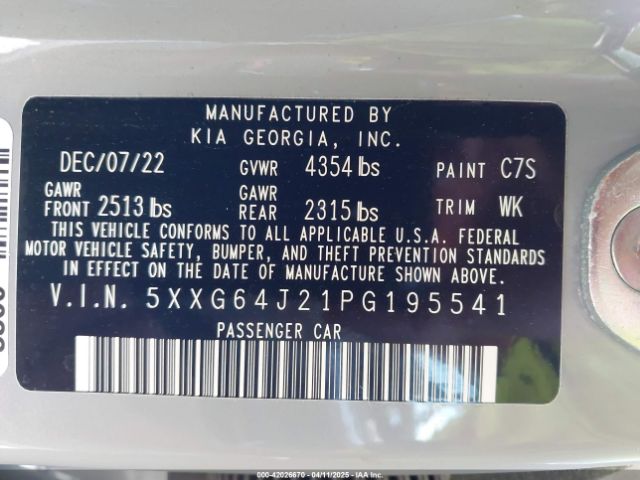 MANUFACTURED BY
KIA GEORGIA, INC.
DEC/07/22 GVWR 4354 lbs PAINT C7S
GAWR FRONT 2513 lbs GAWR REAR 2315 lbs TRIM WK
THIS VEHICLE CONFORMS TO ALL APPLICABLE U.S.A. FEDERAL
MOTOR VEHICLE SAFETY, BUMPER, AND THEFT PREVENTION STANDARDS
IN EFFECT ON THE DATE OF MANUFACTURE SHOWN ABOVE.
V.I.N. 5XXG64J21PG195541
PASSENGER CAR
000-42026670 - 04/11/2025 - IAA Inc.